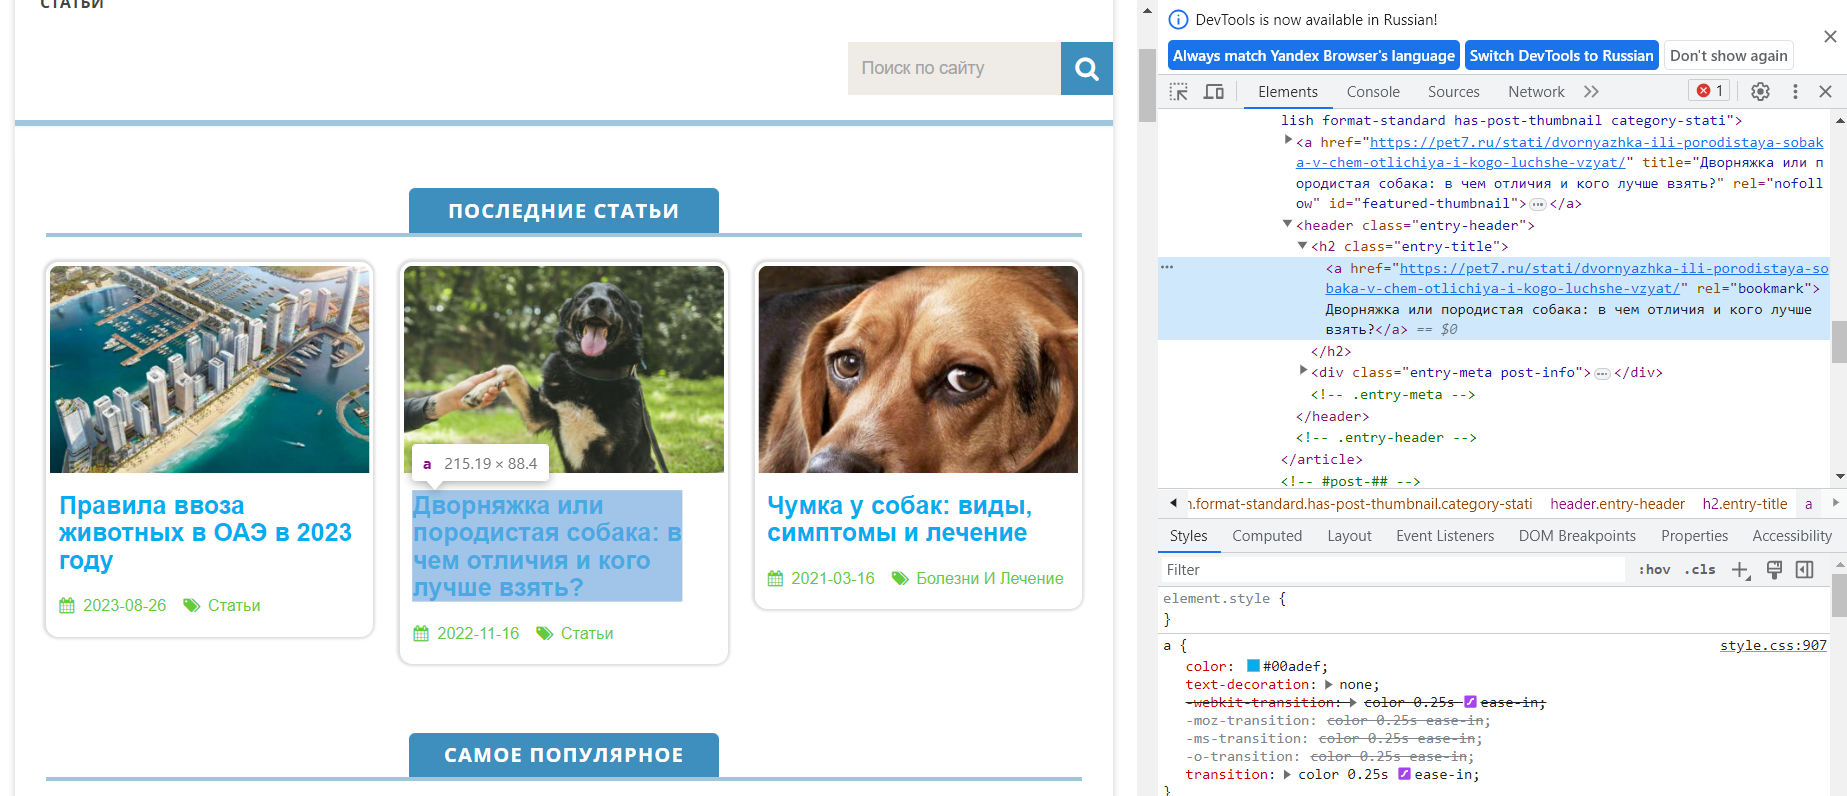 СТАТЬИ
Поиск по сайту
ПОСЛЕДНИЕ СТАТЬИ
Правила ввоза
животных в ОАЭ в 2023
году
2023-08-26 Статьи
a 215.19 × 88.4
Дворняжка или
породистая собака: в
чем отличия и кого
лучше взять?
2022-11-16 Статьи
Чумка у собак: виды,
симптомы и лечение
2021-03-16 Болезни И Лечение
САМОЕ ПОПУЛЯРНОЕ
DevTools is now available in Russian!
Always match Yandex Browser's language Switch DevTools to Russian Don't show again
Elements Console Sources Network 1
lish format-standard has-post-thumbnail category-stati">
<a href="https://pet7.ru/stati/dvornyazhka-ili-porodistaya-sobak
a-v-chem-otlichiya-i-kogo-luchshe-vzyat/" title="Дворняжка или п
ородистая собака: в чем отличия и кого лучше взять?" rel="nofoll
ow" id="featured-thumbnail">…</a>
<header class="entry-header">
<h2 class="entry-title">
<a href="https://pet7.ru/stati/dvornyazhka-ili-porodistaya-so
baka-v-chem-otlichiya-i-kogo-luchshe-vzyat/" rel="bookmark">
Дворняжка или породистая собака: в чем отличия и кого лучше
взять?</a> == $0
</h2>
<div class="entry-meta post-info">…</div>
<!-- .entry-meta -->
</header>
<!-- .entry-header -->
</article>
<!-- #post-## -->
.format-standard.has-post-thumbnail.category-stati header.entry-header h2.entry-title a
Styles Computed Layout Event Listeners DOM Breakpoints Properties Accessibility
Filter :hov .cls
element.style {
}
a { style.css:907
color: #00adef;
text-decoration: none;
-webkit-transition: color 0.25s ease-in;
-moz-transition: color 0.25s ease-in;
-ms-transition: color 0.25s ease-in;
-o-transition: color 0.25s ease-in;
transition: color 0.25s ease-in;
}